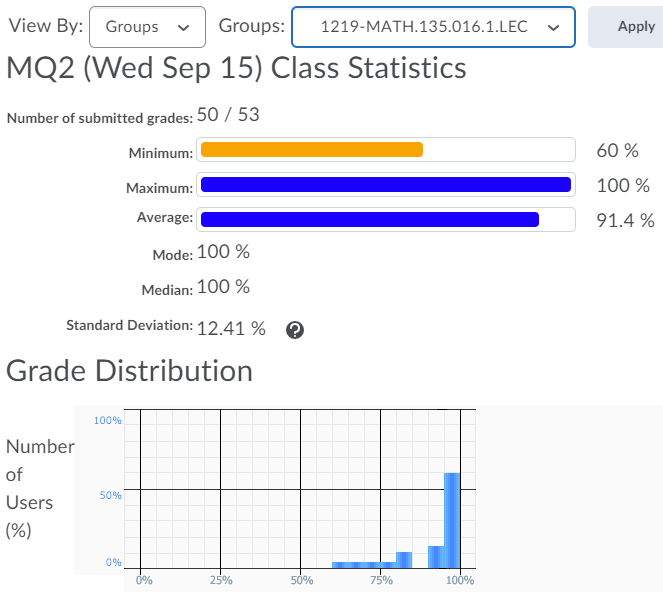 View By: Groups Groups: 1219-MATH.135.016.1.LEC Apply
MQ2 (Wed Sep 15) Class Statistics
Number of submitted grades: 50 / 53
Minimum: 60 %
Maximum: 100 %
Average: 91.4 %
Mode: 100 %
Median: 100 %
Standard Deviation: 12.41 % ?
Grade Distribution
Number
of
Users
(%)
100%
50%
0%
0% 25% 50% 75% 100%